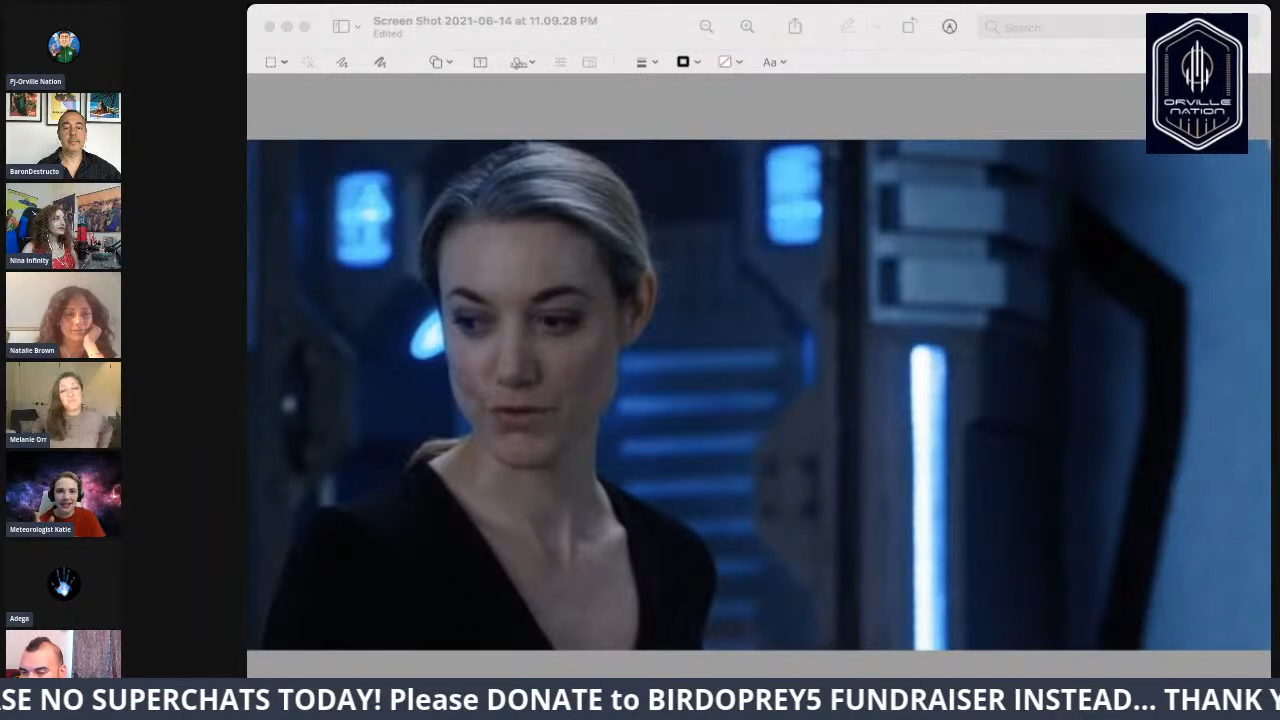 PJ-Orville Nation
BaronDestructo
Nina Infinity
Natalie Brown
Melanie Orr
Meteorologist Katie
Adega
Screen Shot 2021-06-14 at 11.09.28 PM
Edited
Search
Aa
ORVILLE
NATION
SE NO SUPERCHATS TODAY! Please DONATE to BIRDOPREY5 FUNDRAISER INSTEAD... THANK Y